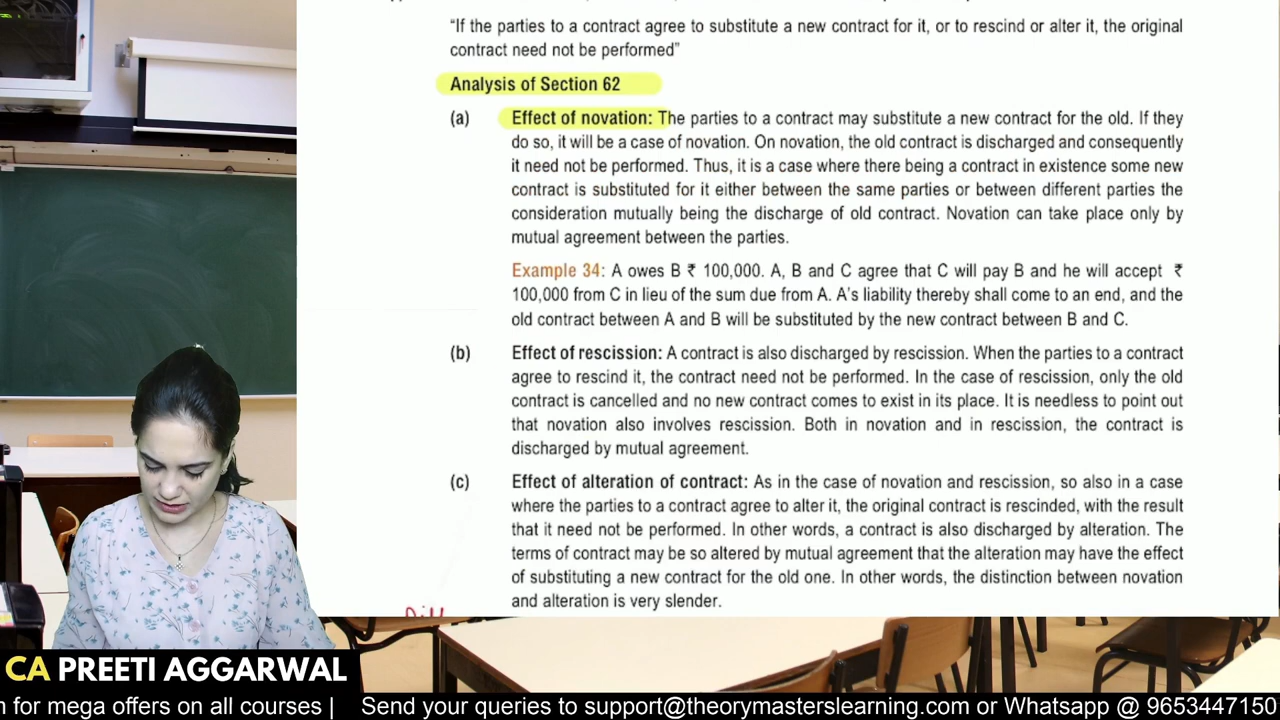 “If the parties to a contract agree to substitute a new contract for it, or to rescind or alter it, the original
contract need not be performed”
Analysis of Section 62
(a) Effect of novation: The parties to a contract may substitute a new contract for the old. If they
do so, it will be a case of novation. On novation, the old contract is discharged and consequently
it need not be performed. Thus, it is a case where there being a contract in existence some new
contract is substituted for it either between the same parties or between different parties the
consideration mutually being the discharge of old contract. Novation can take place only by
mutual agreement between the parties.
Example 34: A owes B ₹ 100,000. A, B and C agree that C will pay B and he will accept ₹
100,000 from C in lieu of the sum due from A. A’s liability thereby shall come to an end, and the
old contract between A and B will be substituted by the new contract between B and C.
(b) Effect of rescission: A contract is also discharged by rescission. When the parties to a contract
agree to rescind it, the contract need not be performed. In the case of rescission, only the old
contract is cancelled and no new contract comes to exist in its place. It is needless to point out
that novation also involves rescission. Both in novation and in rescission, the contract is
discharged by mutual agreement.
(c) Effect of alteration of contract: As in the case of novation and rescission, so also in a case
where the parties to a contract agree to alter it, the original contract is rescinded, with the result
that it need not be performed. In other words, a contract is also discharged by alteration. The
terms of contract may be so altered by mutual agreement that the alteration may have the effect
of substituting a new contract for the old one. In other words, the distinction between novation
and alteration is very slender.
CA PREETI AGGARWAL
for mega offers on all courses | Send your queries to support@theorymasterslearning.com or Whatsapp @ 9653447150